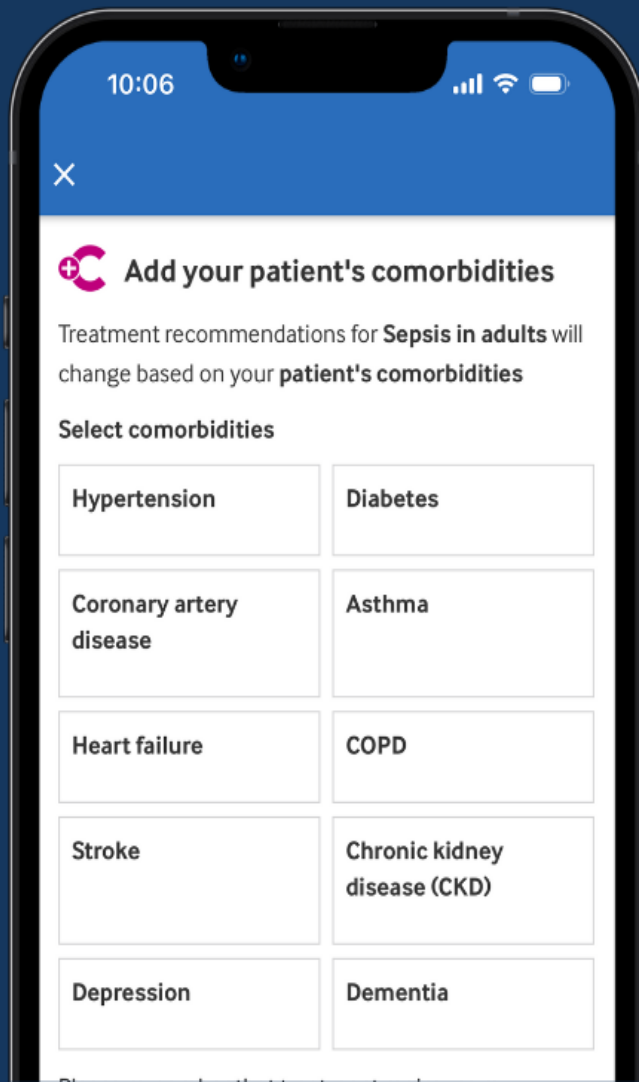 10:06
Add your patient's comorbidities
Treatment recommendations for Sepsis in adults will
change based on your patient's comorbidities
Select comorbidities
Hypertension
Diabetes
Coronary artery
disease
Asthma
Heart failure
COPD
Stroke
Chronic kidney
disease (CKD)
Depression
Dementia